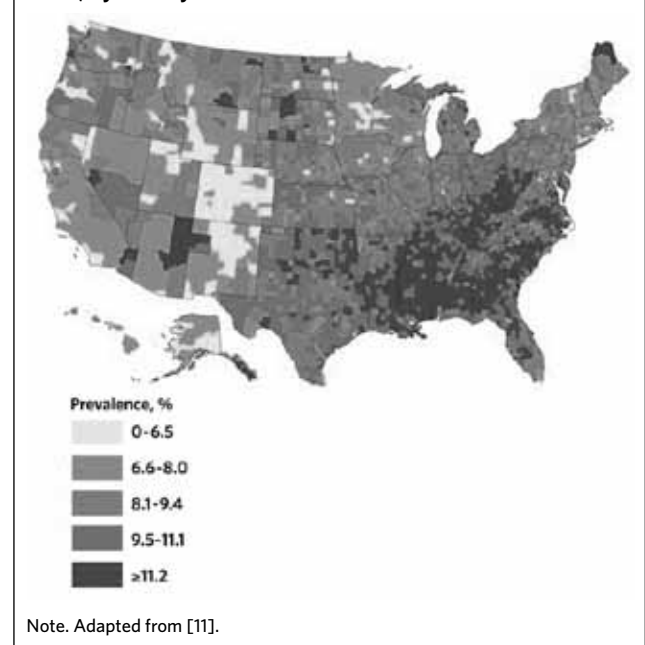 Prevalence, %
0-6.5
6.6-8.0
8.1-9.4
9.5-11.1
≥11.2
Note. Adapted from [11].